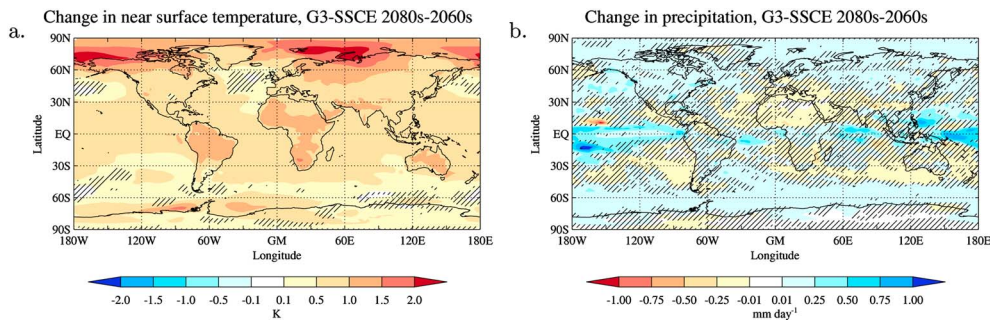 a.
Change in near surface temperature, G3-SSCE 2080s-2060s
90N
60N
30N
EQ
30S
60S
90S
Latitude
180W
120W
60W
GM
60E
120E
180E
Longitude
-2.0
-1.5
-1.0
-0.5
-0.1
0.1
0.5
1.0
1.5
2.0
K
b.
Change in precipitation, G3-SSCE 2080s-2060s
90N
60N
30N
EQ
30S
60S
90S
Latitude
180W
120W
60W
GM
60E
120E
180E
Longitude
-1.00
-0.75
-0.50
-0.25
-0.01
0.01
0.25
0.50
0.75
1.00
mm day⁻¹